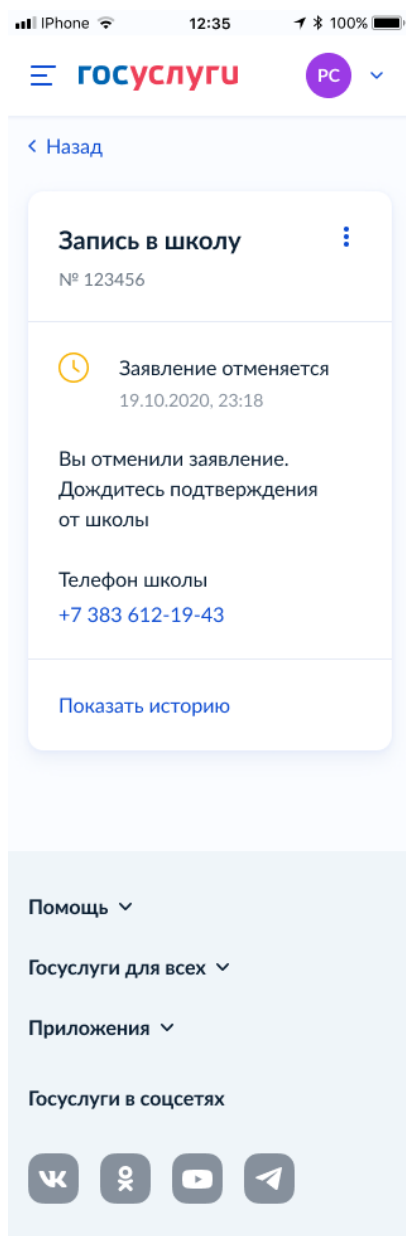 IPhone 12:35 100%
госуслуги РС
Назад
Запись в школу
№ 123456
Заявление отменяется
19.10.2020, 23:18
Вы отменили заявление.
Дождитесь подтверждения
от школы
Телефон школы
+7 383 612-19-43
Показать историю
Помощь
Госуслуги для всех
Приложения
Госуслуги в соцсетях